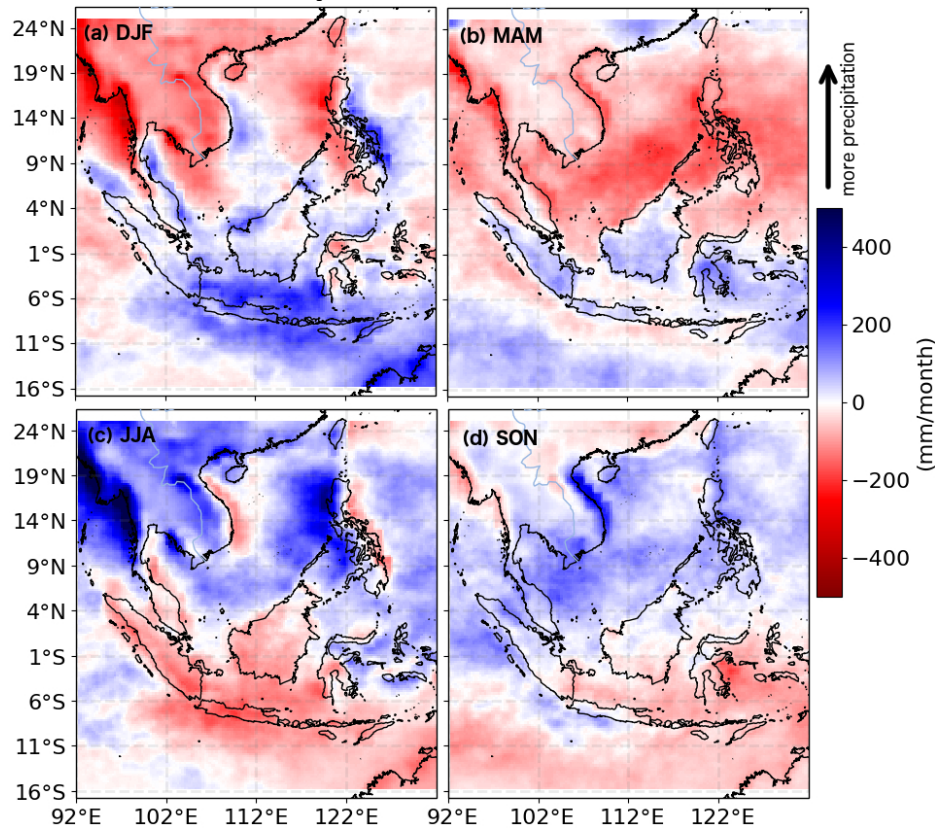 (a) DJF
(b) MAM
24°N
19°N
14°N
9°N
4°N
1°S
6°S
11°S
16°S
more precipitation
(c) JJA
(d) SON
24°N
19°N
14°N
9°N
4°N
1°S
6°S
11°S
16°S
92°E
102°E
112°E
122°E
92°E
102°E
112°E
122°E
400
200
0
−200
−400
(mm/month)